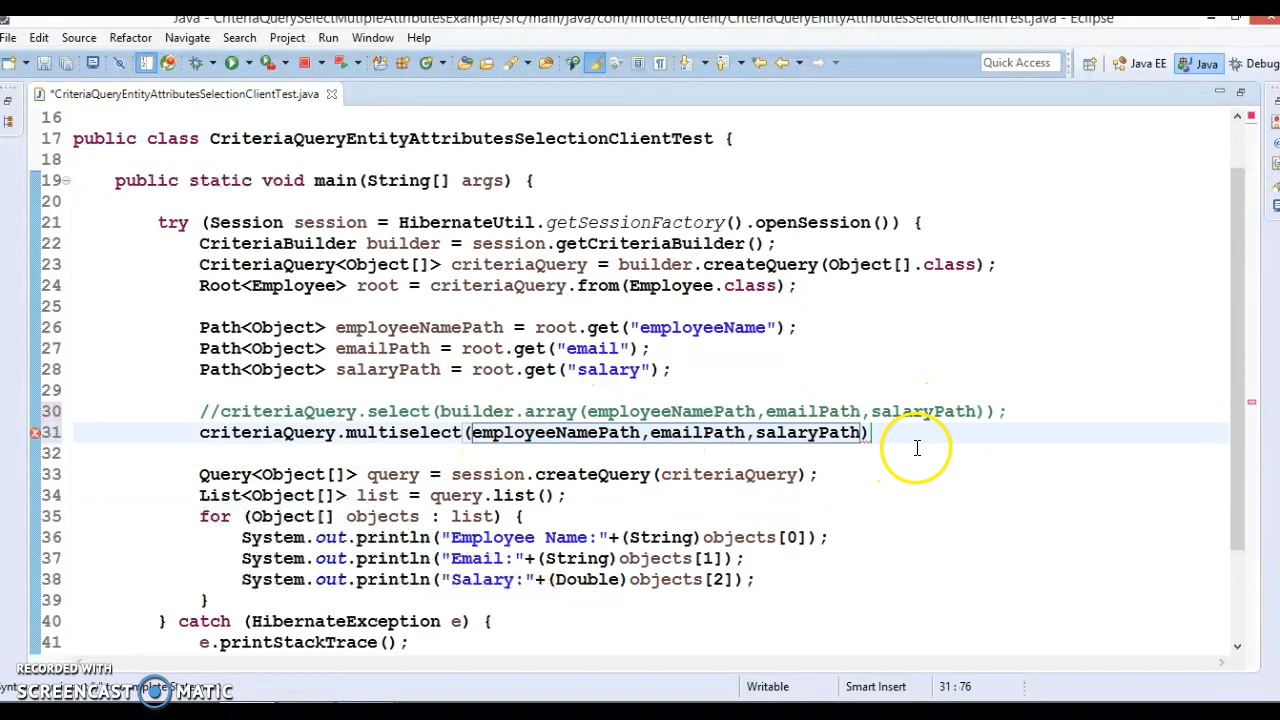 Java - CriteriaQuerySelectMutipleAttributesExample/src/main/java/com/infotech/client/CriteriaQueryEntityAttributesSelectionClientTest.java - Eclipse
File Edit Source Refactor Navigate Search Project Run Window Help
Quick Access Java EE Java Debug
*CriteriaQueryEntityAttributesSelectionClientTest.java
16
17 public class CriteriaQueryEntityAttributesSelectionClientTest {
18
19 public static void main(String[] args) {
20
21 try (Session session = HibernateUtil.getSessionFactory().openSession()) {
22 CriteriaBuilder builder = session.getCriteriaBuilder();
23 CriteriaQuery<Object[]> criteriaQuery = builder.createQuery(Object[].class);
24 Root<Employee> root = criteriaQuery.from(Employee.class);
25
26 Path<Object> employeeNamePath = root.get("employeeName");
27 Path<Object> emailPath = root.get("email");
28 Path<Object> salaryPath = root.get("salary");
29
30 //criteriaQuery.select(builder.array(employeeNamePath,emailPath,salaryPath));
31 criteriaQuery.multiselect(employeeNamePath,emailPath,salaryPath)
32
33 Query<Object[]> query = session.createQuery(criteriaQuery);
34 List<Object[]> list = query.list();
35 for (Object[] objects : list) {
36 System.out.println("Employee Name:"+(String)objects[0]);
37 System.out.println("Email:"+(String)objects[1]);
38 System.out.println("Salary:"+(Double)objects[2]);
39 }
40 } catch (HibernateException e) {
41 e.printStackTrace();
RECORDED WITH
SCREENCAST MATIC
Writable Smart Insert 31 : 76